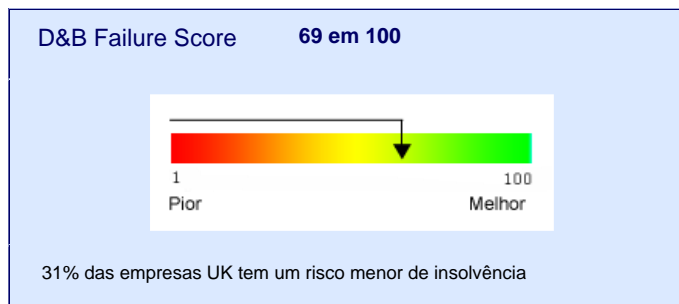 D&B Failure Score 69 em 100
1 100
Pior Melhor
31% das empresas UK tem um risco menor de insolvência